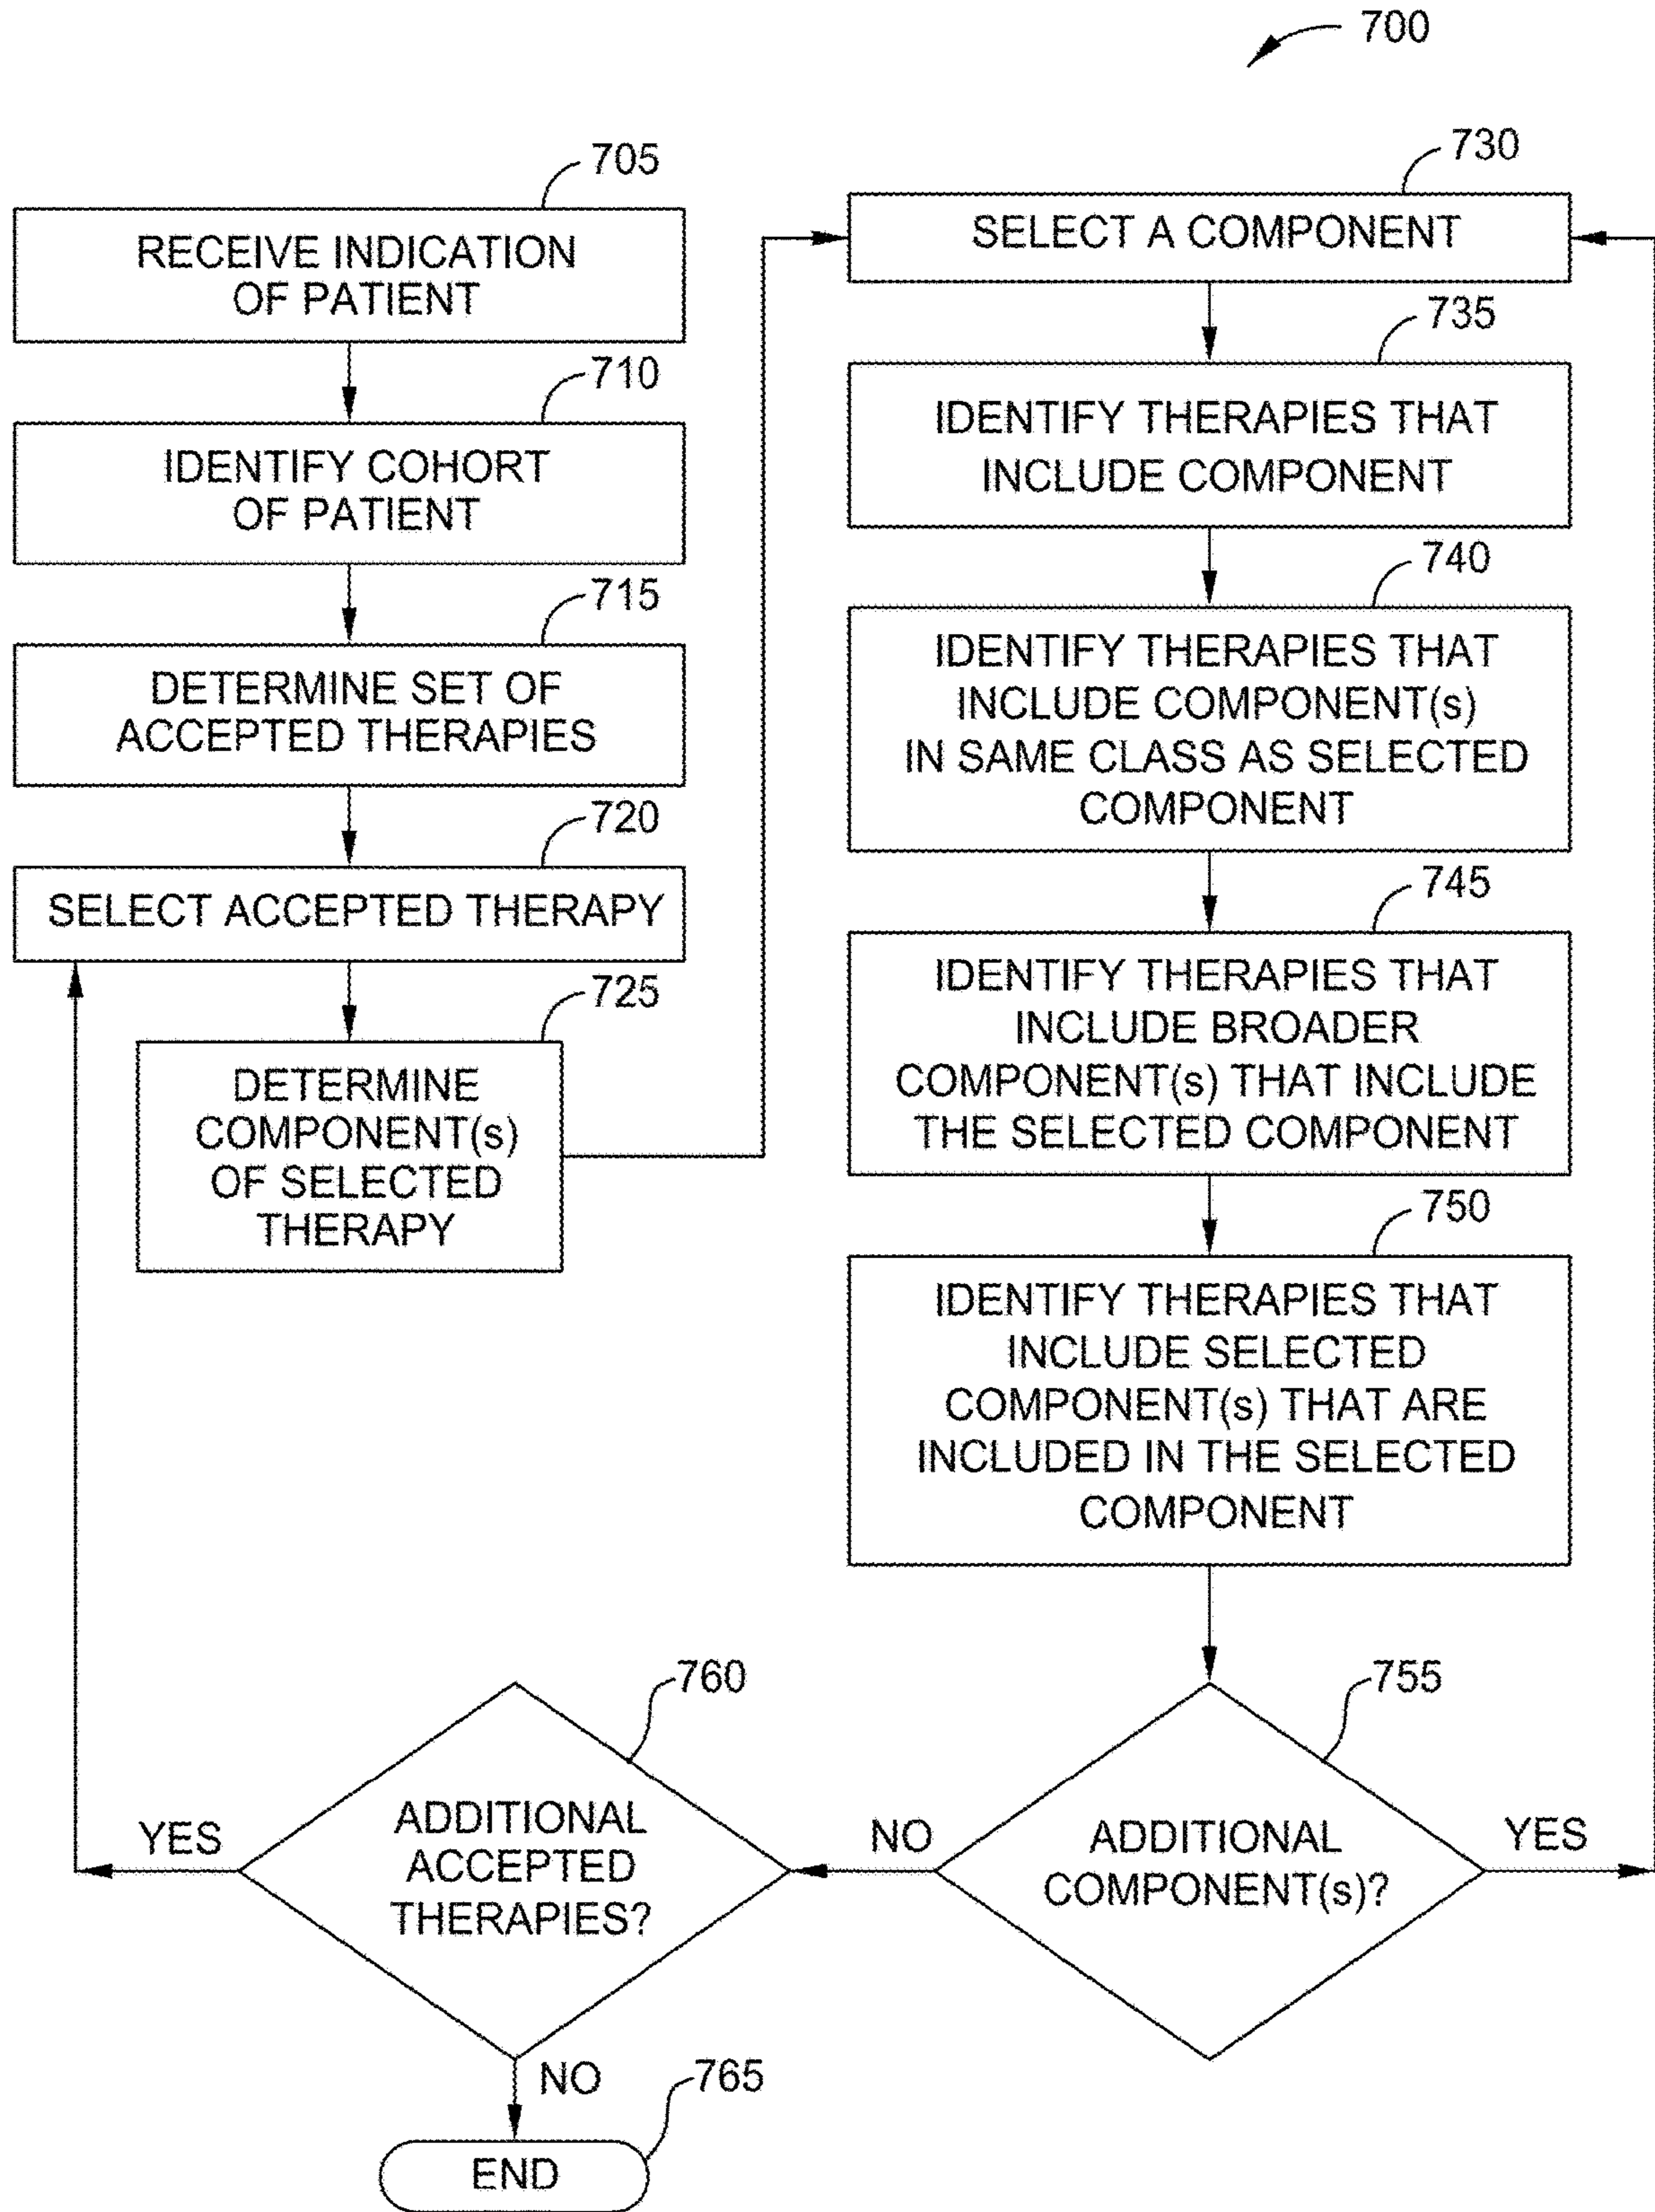 700
705
RECEIVE INDICATION
OF PATIENT
710
IDENTIFY COHORT
OF PATIENT
715
DETERMINE SET OF
ACCEPTED THERAPIES
720
SELECT ACCEPTED THERAPY
725
DETERMINE
COMPONENT(s)
OF SELECTED
THERAPY
730
SELECT A COMPONENT
735
IDENTIFY THERAPIES THAT
INCLUDE COMPONENT
740
IDENTIFY THERAPIES THAT
INCLUDE COMPONENT(s)
IN SAME CLASS AS SELECTED
COMPONENT
745
IDENTIFY THERAPIES THAT
INCLUDE BROADER
COMPONENT(s) THAT INCLUDE
THE SELECTED COMPONENT
750
IDENTIFY THERAPIES THAT
INCLUDE SELECTED
COMPONENT(s) THAT ARE
INCLUDED IN THE SELECTED
COMPONENT
755
ADDITIONAL
COMPONENT(s)?
YES
NO
760
ADDITIONAL
ACCEPTED
THERAPIES?
YES
NO
765
END